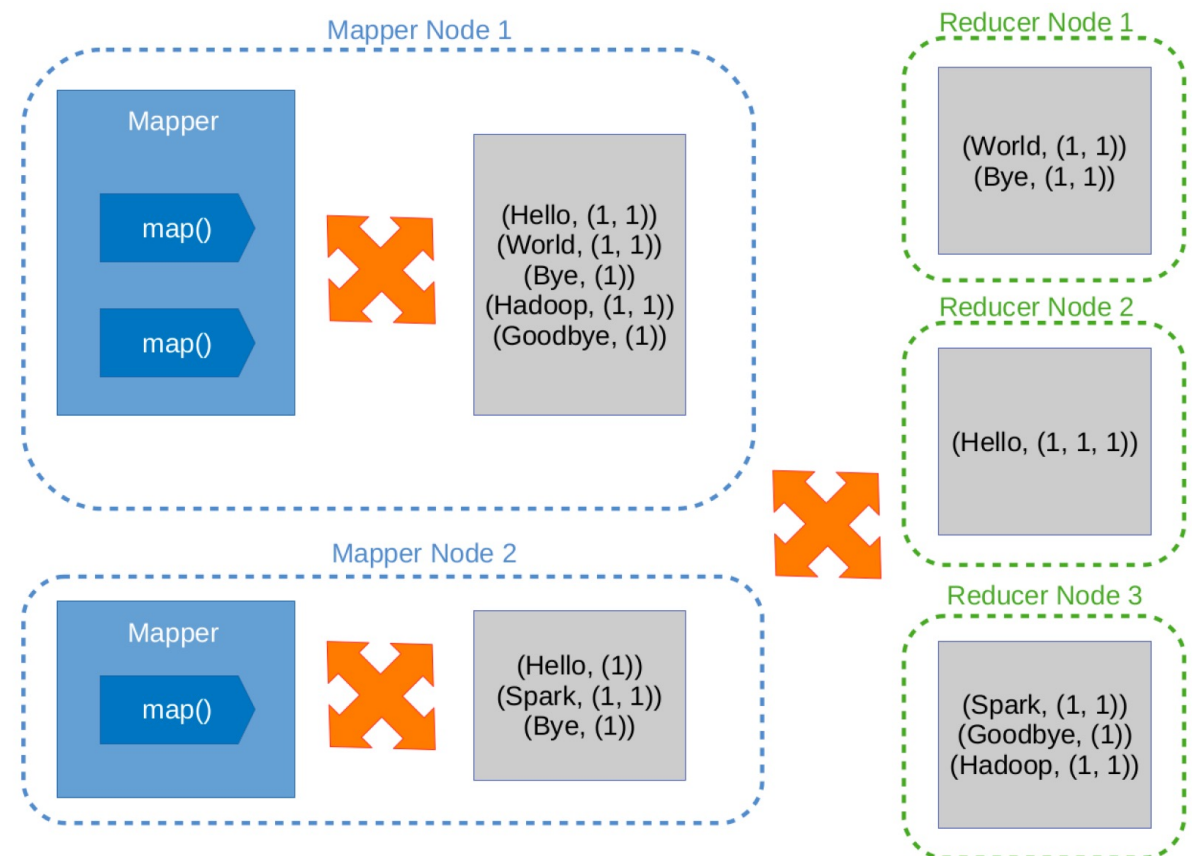 Mapper Node 1
Mapper
map()
map()
(Hello, (1, 1))
(World, (1, 1))
(Bye, (1))
(Hadoop, (1, 1))
(Goodbye, (1))
Mapper Node 2
Mapper
map()
(Hello, (1))
(Spark, (1, 1))
(Bye, (1))
Reducer Node 1
(World, (1, 1))
(Bye, (1, 1))
Reducer Node 2
(Hello, (1, 1, 1))
Reducer Node 3
(Spark, (1, 1))
(Goodbye, (1))
(Hadoop, (1, 1))